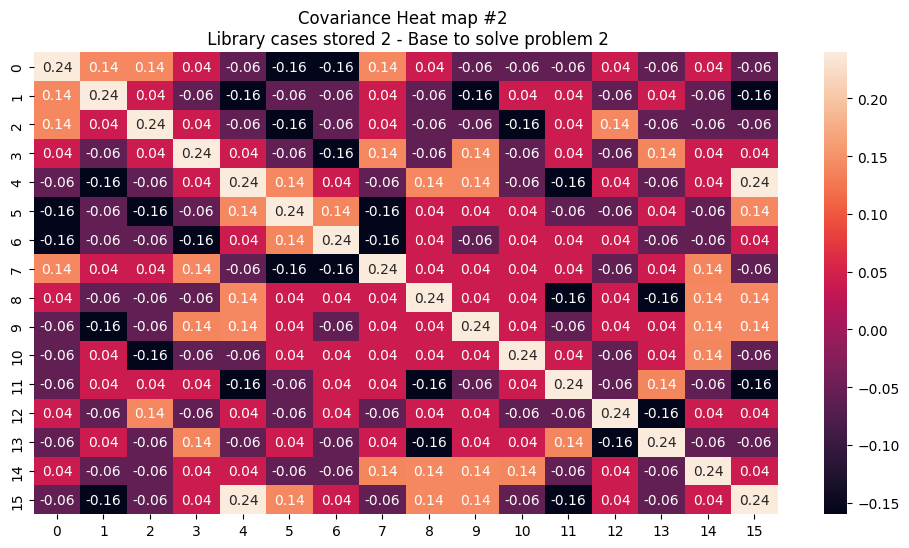 Covariance Heat map #2
Library cases stored 2 - Base to solve problem 2
0 0.24 0.14 0.14 0.04 -0.06 -0.16 -0.16 0.14 0.04 -0.06 -0.06 -0.06 0.04 -0.06 0.04 -0.06
1 0.14 0.24 0.04 -0.06 -0.16 -0.06 -0.06 0.04 -0.06 -0.16 0.04 0.04 -0.06 0.04 -0.06 -0.16
2 0.14 0.04 0.24 0.04 -0.06 -0.16 -0.06 0.04 -0.06 -0.06 -0.16 0.04 0.14 -0.06 -0.06 -0.06
3 0.04 -0.06 0.04 0.24 0.04 -0.06 -0.16 0.14 -0.06 0.14 -0.06 0.04 -0.06 0.14 0.04 0.04
4 -0.06 -0.16 -0.06 0.04 0.24 0.14 0.04 -0.06 0.14 0.14 -0.06 -0.16 0.04 -0.06 0.04 0.24
5 -0.16 -0.06 -0.16 -0.06 0.14 0.24 0.14 -0.16 0.04 0.04 0.04 -0.06 -0.06 0.04 -0.06 0.14
6 -0.16 -0.06 -0.06 -0.16 0.04 0.14 0.24 -0.16 0.04 -0.06 0.04 0.04 0.04 -0.06 -0.06 0.04
7 0.14 0.04 0.04 0.14 -0.06 -0.16 -0.16 0.24 0.04 0.04 0.04 0.04 -0.06 0.04 0.14 -0.06
8 0.04 -0.06 -0.06 -0.06 0.14 0.04 0.04 0.04 0.24 0.04 0.04 -0.16 0.04 -0.16 0.14 0.14
9 -0.06 -0.16 -0.06 0.14 0.14 0.04 -0.06 0.04 0.04 0.24 0.04 -0.06 0.04 0.04 0.14 0.14
10 -0.06 0.04 -0.16 -0.06 -0.06 0.04 0.04 0.04 0.04 0.04 0.24 0.04 -0.06 0.04 0.14 -0.06
11 -0.06 0.04 0.04 0.04 -0.16 -0.06 0.04 0.04 -0.16 -0.06 0.04 0.24 -0.06 0.14 -0.06 -0.16
12 0.04 -0.06 0.14 -0.06 0.04 -0.06 0.04 -0.06 0.04 0.04 -0.06 -0.06 0.24 -0.16 0.04 0.04
13 -0.06 0.04 -0.06 0.14 -0.06 0.04 -0.06 0.04 -0.16 0.04 0.04 0.14 -0.16 0.24 -0.06 -0.06
14 0.04 -0.06 -0.06 0.04 0.04 -0.06 -0.06 0.14 0.14 0.14 0.14 -0.06 0.04 -0.06 0.24 0.04
15 -0.06 -0.16 -0.06 0.04 0.24 0.14 0.04 -0.06 0.14 0.14 -0.06 -0.16 0.04 -0.06 0.04 0.24
0 1 2 3 4 5 6 7 8 9 10 11 12 13 14 15
0.20
0.15
0.10
0.05
0.00
−0.05
−0.10
−0.15